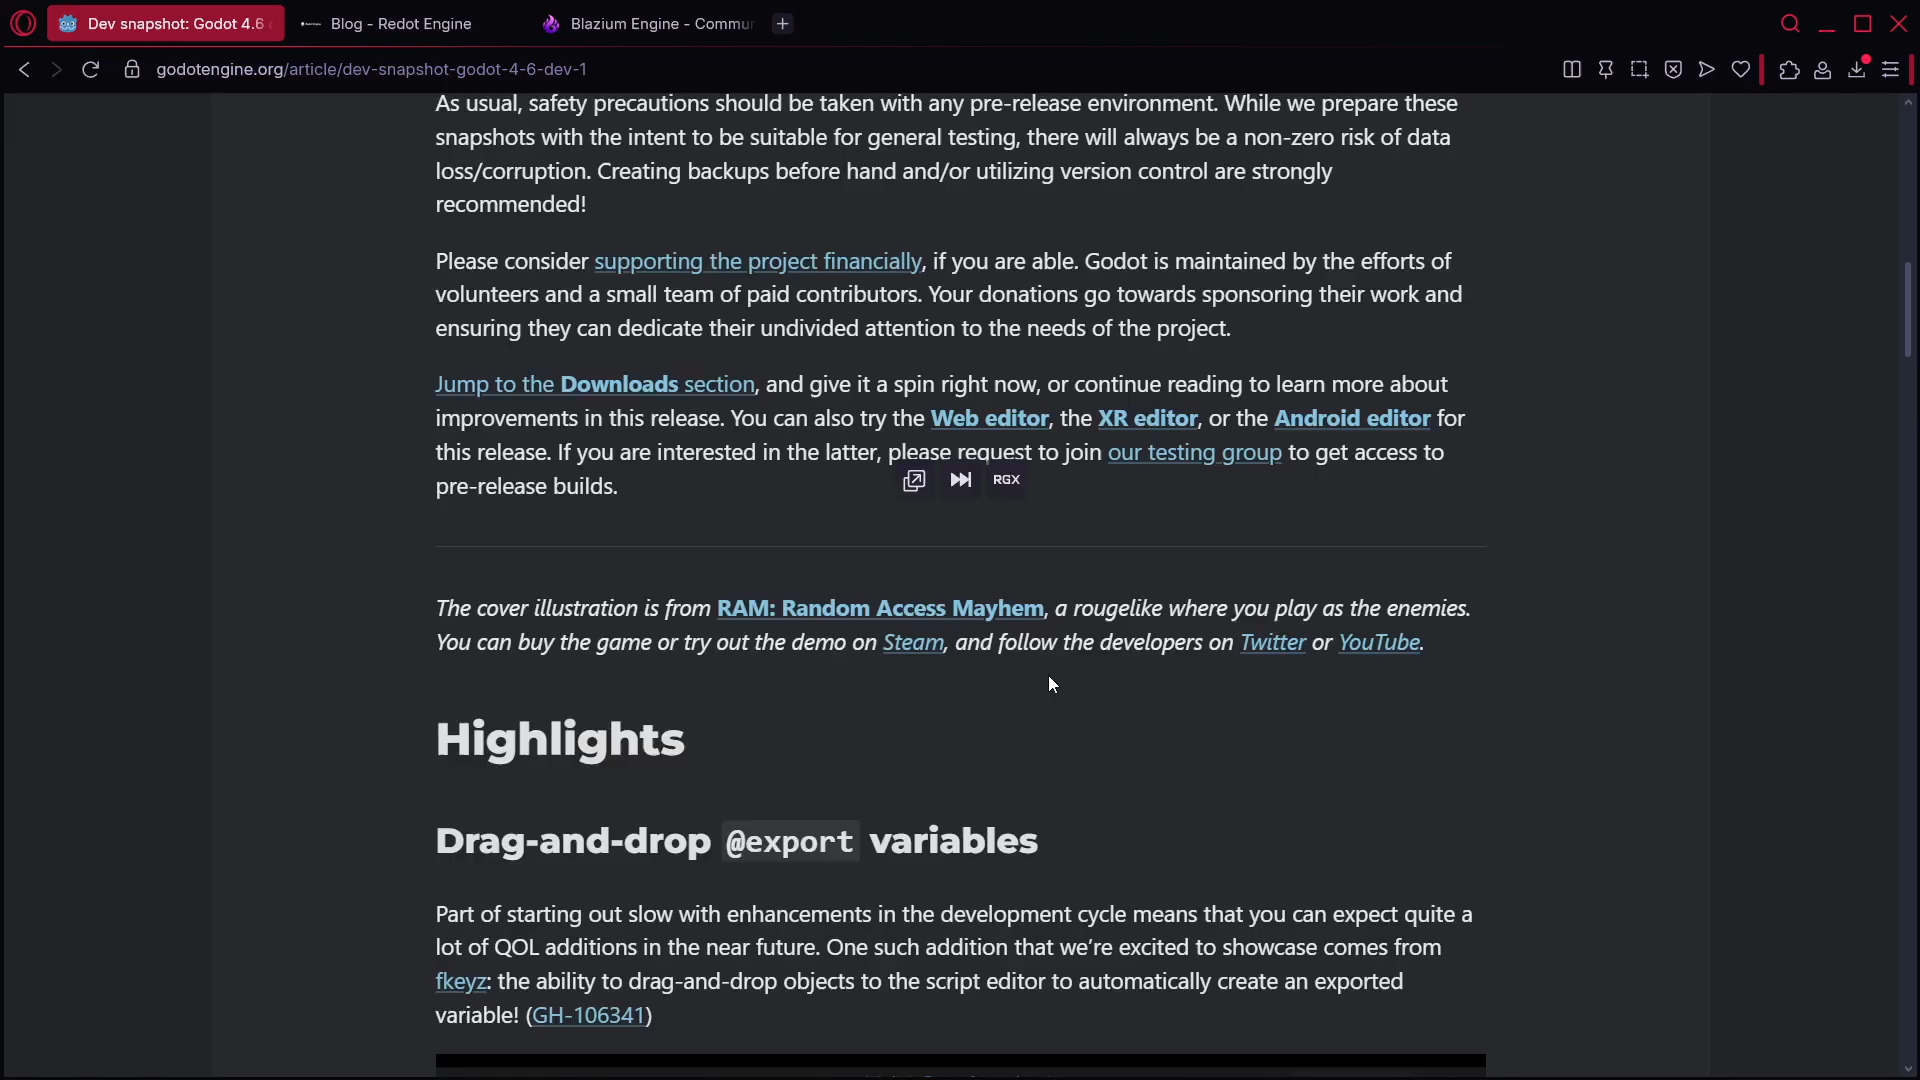 Dev snapshot: Godot 4.6
Blog - Redot Engine
Blazium Engine - Commun
godotengine.org/article/dev-snapshot-godot-4-6-dev-1
As usual, safety precautions should be taken with any pre-release environment. While we prepare these
snapshots with the intent to be suitable for general testing, there will always be a non-zero risk of data
loss/corruption. Creating backups before hand and/or utilizing version control are strongly
recommended!
Please consider supporting the project financially, if you are able. Godot is maintained by the efforts of
volunteers and a small team of paid contributors. Your donations go towards sponsoring their work and
ensuring they can dedicate their undivided attention to the needs of the project.
Jump to the Downloads section, and give it a spin right now, or continue reading to learn more about
improvements in this release. You can also try the Web editor, the XR editor, or the Android editor for
this release. If you are interested in the latter, please request to join our testing group to get access to
RGX
pre-release builds.
The cover illustration is from RAM: Random Access Mayhem, a rougelike where you play as the enemies.
You can buy the game or try out the demo on Steam, and follow the developers on Twitter or YouTube.
Highlights
Drag-and-drop @export variables
Part of starting out slow with enhancements in the development cycle means that you can expect quite a
lot of QOL additions in the near future. One such addition that we're excited to showcase comes from
fkeyz: the ability to drag-and-drop objects to the script editor to automatically create an exported
variable! (GH-106341)